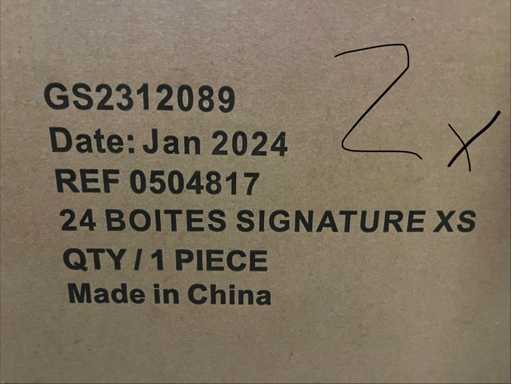 GS2312089
Date: Jan 2024
REF 0504817
24 BOITES SIGNATURE XS
QTY / 1 PIECE
Made in China
2x